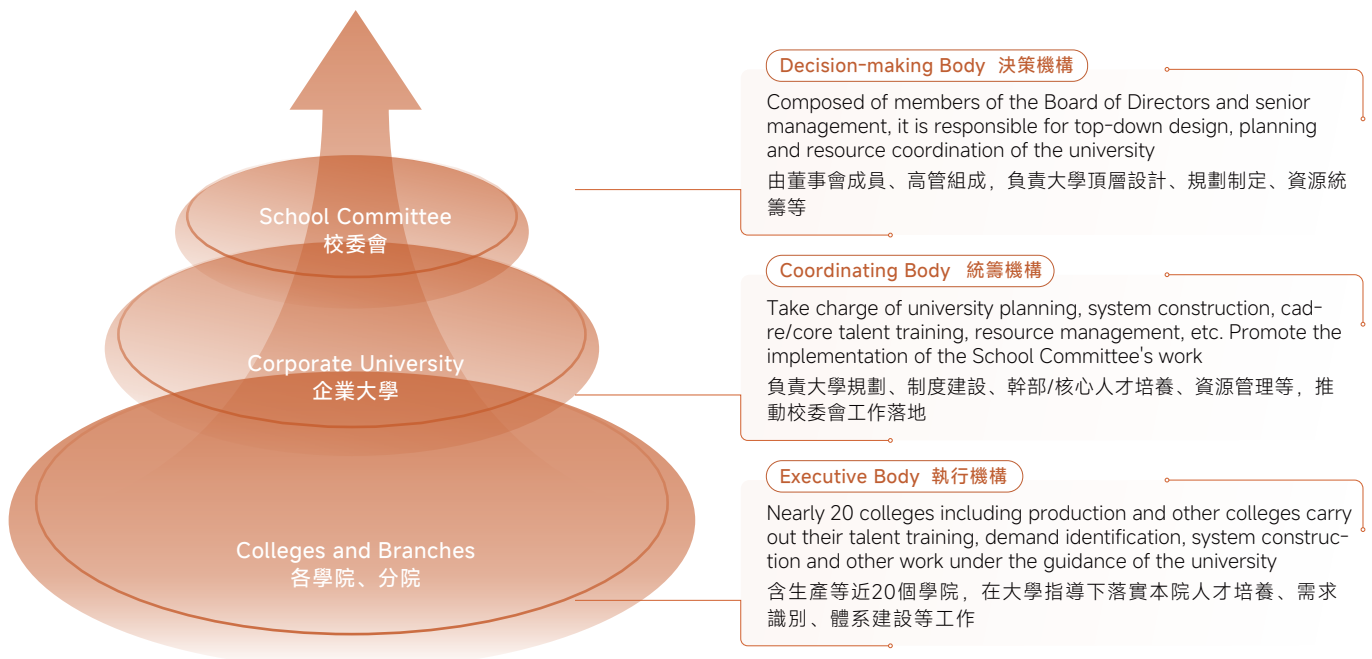 School Committee
校委會
Corporate University
企業大學
Colleges and Branches
各學院、分院
Decision-making Body 決策機構
Composed of members of the Board of Directors and senior
management, it is responsible for top-down design, planning
and resource coordination of the university
由董事會成員、高管組成，負責大學頂層設計、規劃制定、資源統
籌等
Coordinating Body 統籌機構
Take charge of university planning, system construction, cad-
re/core talent training, resource management, etc. Promote the
implementation of the School Committee's work
負責大學規劃、制度建設、幹部/核心人才培養、資源管理等，推
動校委會工作落地
Executive Body 執行機構
Nearly 20 colleges including production and other colleges carry
out their talent training, demand identification, system construc-
tion and other work under the guidance of the university
含生產等近20個學院，在大學指導下落實本院人才培養、需求
識別、體系建設等工作